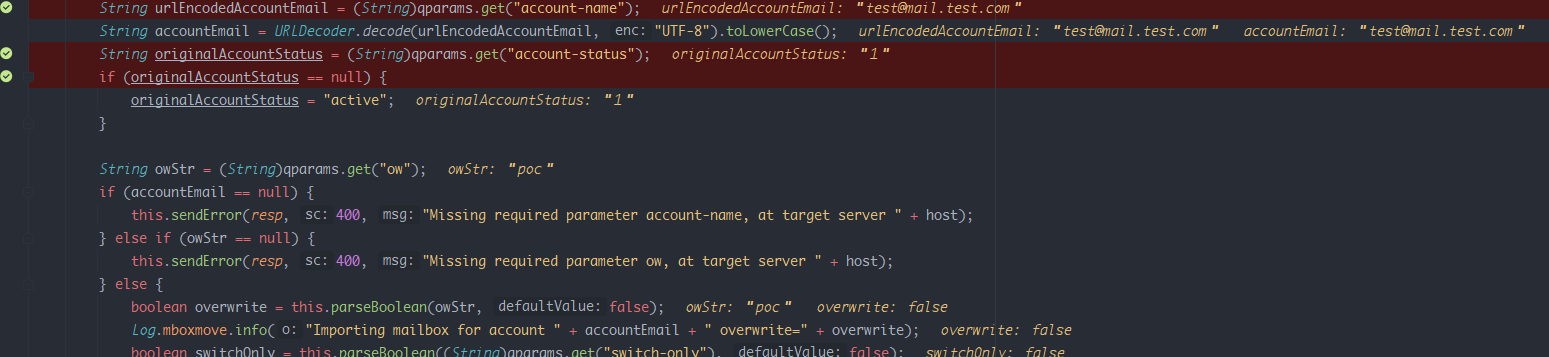 String urlEncodedAccountEmail = (String)qparams.get("account-name"); urlEncodedAccountEmail: "test@mail.test.com"
String accountEmail = URLDecoder.decode(urlEncodedAccountEmail, enc: "UTF-8").toLowerCase(); urlEncodedAccountEmail: "test@mail.test.com" accountEmail: "test@mail.test.com"
String originalAccountStatus = (String)qparams.get("account-status"); originalAccountStatus: "1"
if (originalAccountStatus == null) {
originalAccountStatus = "active"; originalAccountStatus: "1"
}
String owStr = (String)qparams.get("ow"); owStr: "poc"
if (accountEmail == null) {
this.sendError(resp, sc: 400, msg: "Missing required parameter account-name, at target server " + host);
} else if (owStr == null) {
this.sendError(resp, sc: 400, msg: "Missing required parameter ow, at target server " + host);
} else {
boolean overwrite = this.parseBoolean(owStr, defaultValue: false); owStr: "poc" overwrite: false
Log.mboxmove.info( o: "Importing mailbox for account " + accountEmail + " overwrite=" + overwrite); overwrite: false
boolean switchOnly = this.parseBoolean((String)qparams.get("switch-only"), defaultValue: false); switchOnly: false